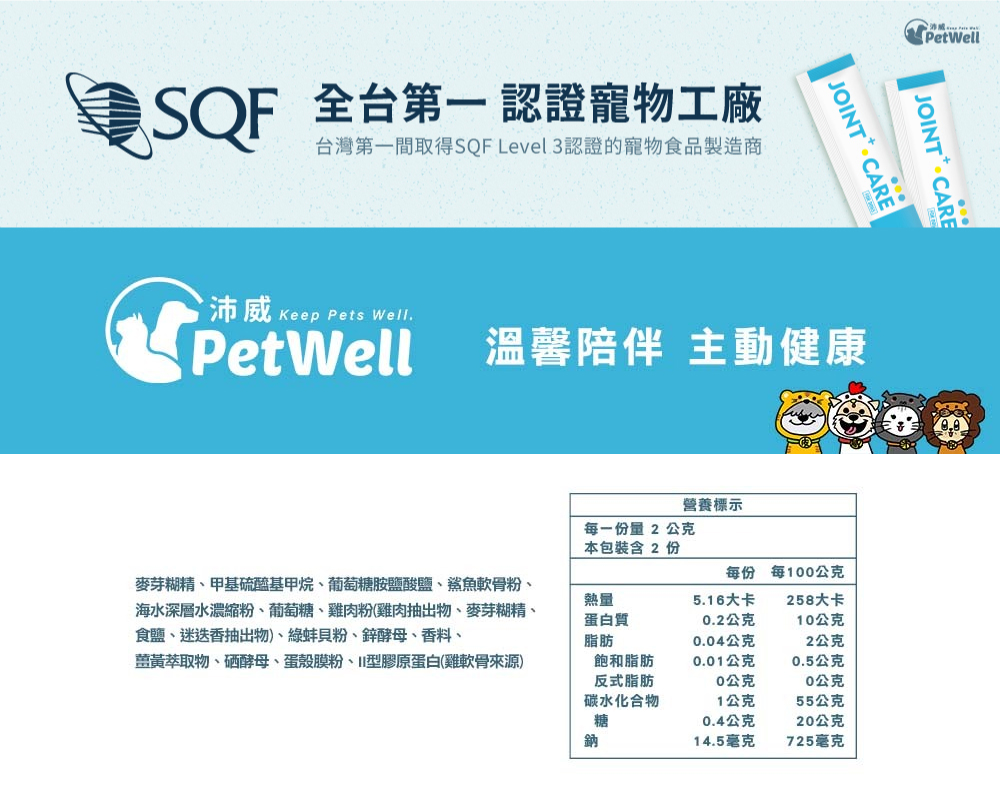 沛威 Keep Pets Well.
PetWell
SQF
全台第一 認證寵物工廠
台灣第一間取得SQF Level 3認證的寵物食品製造商
JOINT+ CARE
JOINT+ CARE
沛威 Keep Pets Well.
PetWell
溫馨陪伴 主動健康
麥芽糊精、甲基硫醯基甲烷、葡萄糖胺鹽酸鹽、鯊魚軟骨粉、
海水深層水濃縮粉、葡萄糖、雞肉粉(雞肉抽出物、麥芽糊精、
食鹽、迷迭香抽出物)、綠蚌貝粉、鋅酵母、香料、
薑黃萃取物、硒酵母、蛋殼膜粉、II型膠原蛋白(雞軟骨來源)
營養標示
每一份量 2 公克
本包裝含 2 份
每份 每100公克
熱量 5.16大卡 258大卡
蛋白質 0.2公克 10公克
脂肪 0.04公克 2公克
飽和脂肪 0.01公克 0.5公克
反式脂肪 0公克 0公克
碳水化合物 1公克 55公克
糖 0.4公克 20公克
鈉 14.5毫克 725毫克